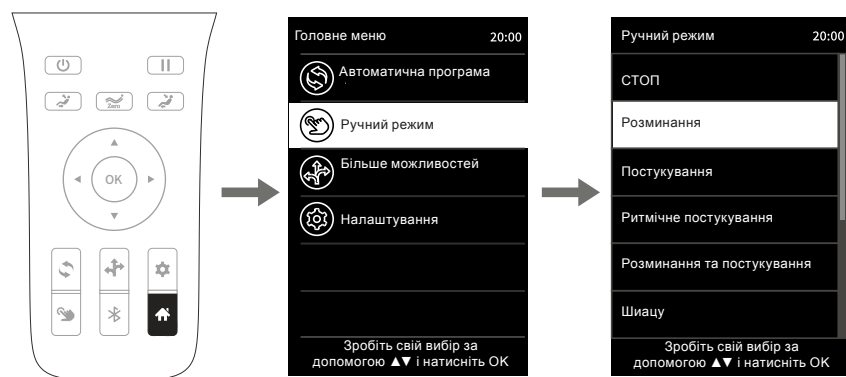 Zero
OK
Головне меню 20:00
Автоматична програма
Ручний режим
Більше можливостей
Налаштування
Зробіть свій вибір за
допомогою ▲▼ і натисніть OK
Ручний режим 20:00
СТОП
Розминання
Постукування
Ритмічне постукування
Розминання та постукування
Шиацу
Зробіть свій вибір за
допомогою ▲▼ і натисніть OK